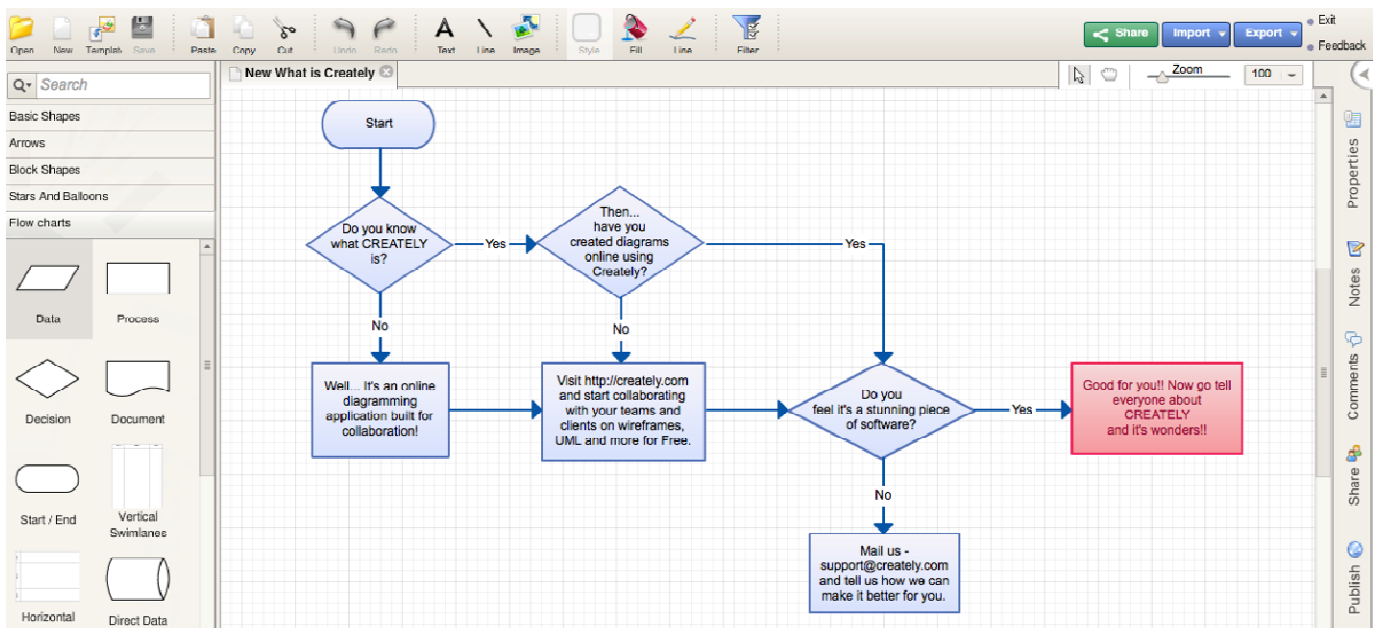 Open New Templat Save Paste Copy Cut Undo Redo Text Line Image Style Fill Line Filter
Share Import Export Exit
Feedback
Search
New What is Creately
Zoom 100
Basic Shapes
Arrows
Block Shapes
Stars And Balloons
Flow charts
Data Process
Decision Document
Start / End Vertical
Swimlanes
Horizontal Direct Data
Start
Do you know
what CREATELY
is?
Yes
Then...
have you
created diagrams
online using
Creately?
Yes
No
No
Well... It's an online
diagramming
application built for
collaboration!
Visit http://creately.com
and start collaborating
with your teams and
clients on wireframes,
UML and more for Free.
Do you
feel it's a stunning piece
of software?
Yes
Good for you!! Now go tell
everyone about
CREATELY
and it's wonders!!
No
Mail us -
support@creately.com
and tell us how we can
make it better for you.
Properties
Notes
Comments
Share
Publish